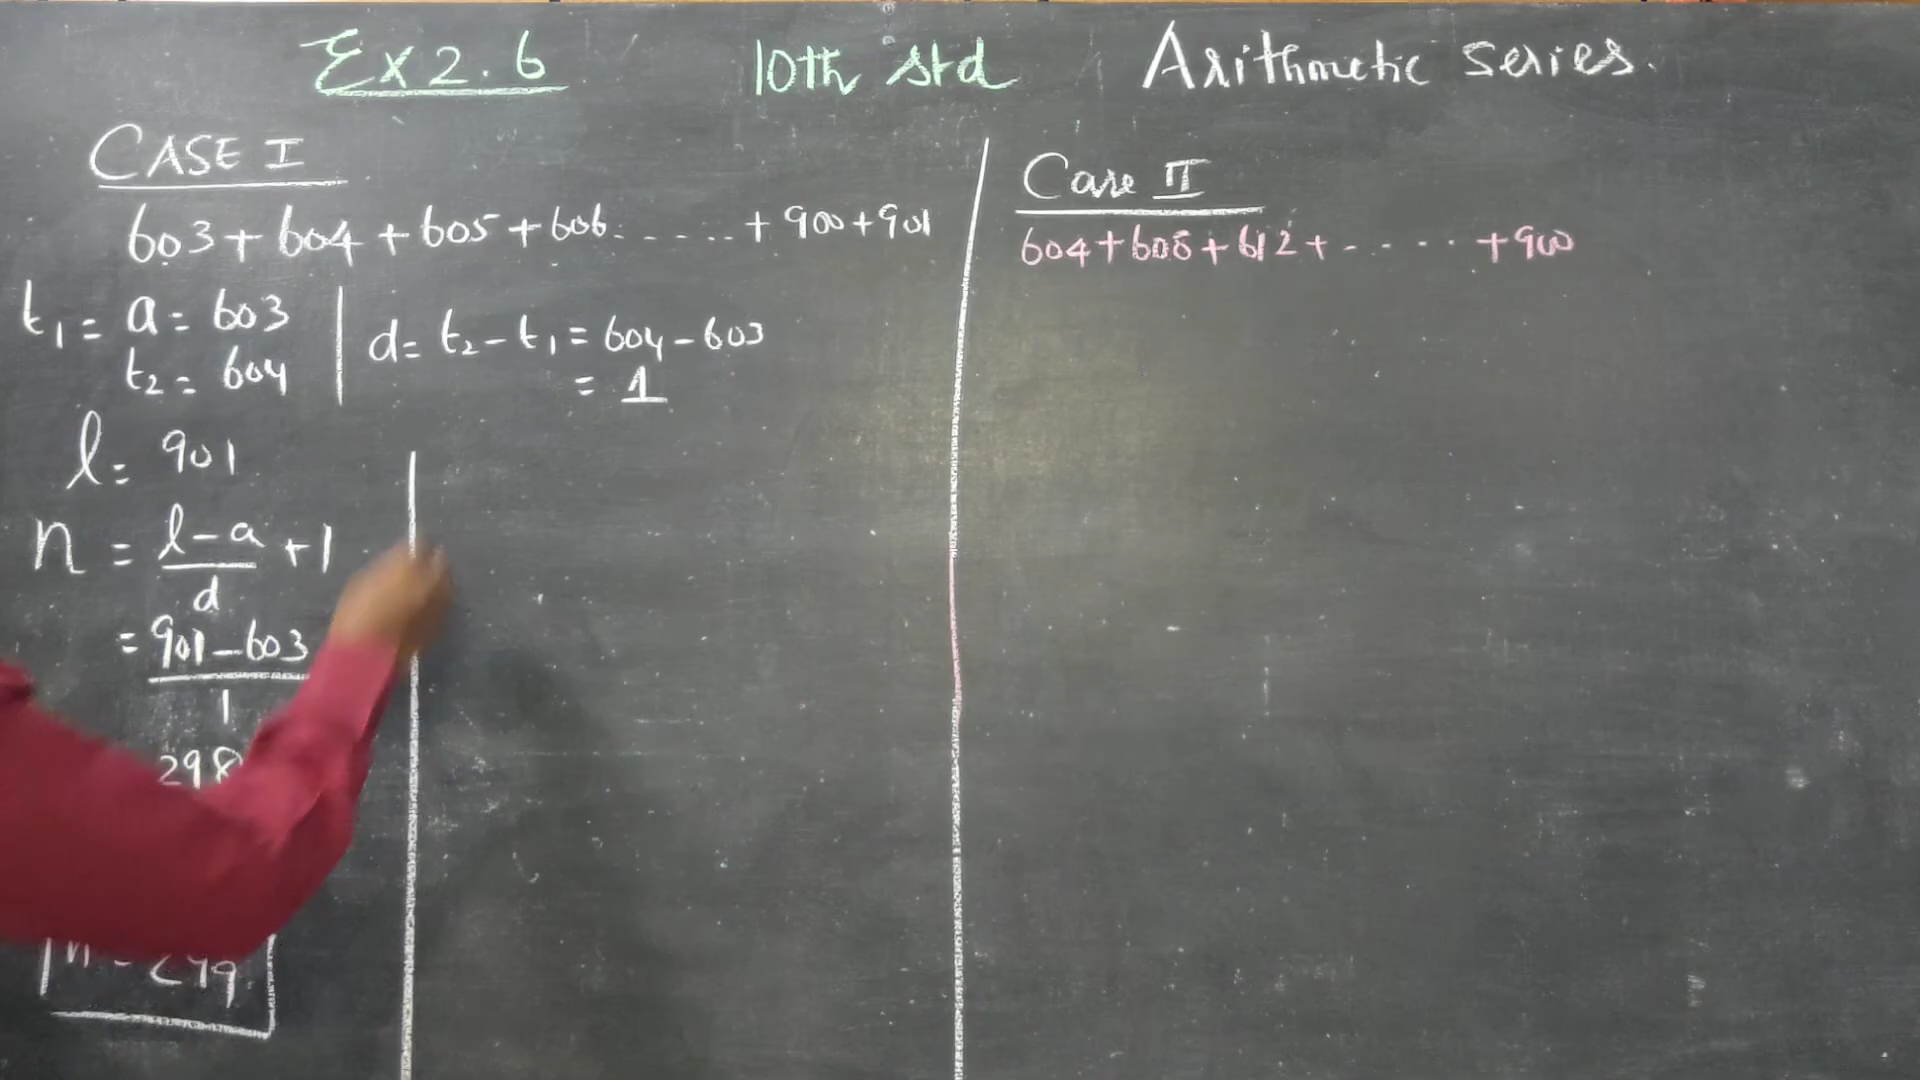 Ex 2.6 10th std Arithmetic series.
CASE I
603+604+605+606......+900+901
t₁ = a = 603
t₂ = 604
d = t₂ - t₁ = 604 - 603
= 1
l = 901
n = l-a/d + 1
= 901-603/1
298
n = 299
Case II
604+608+612+.....+900